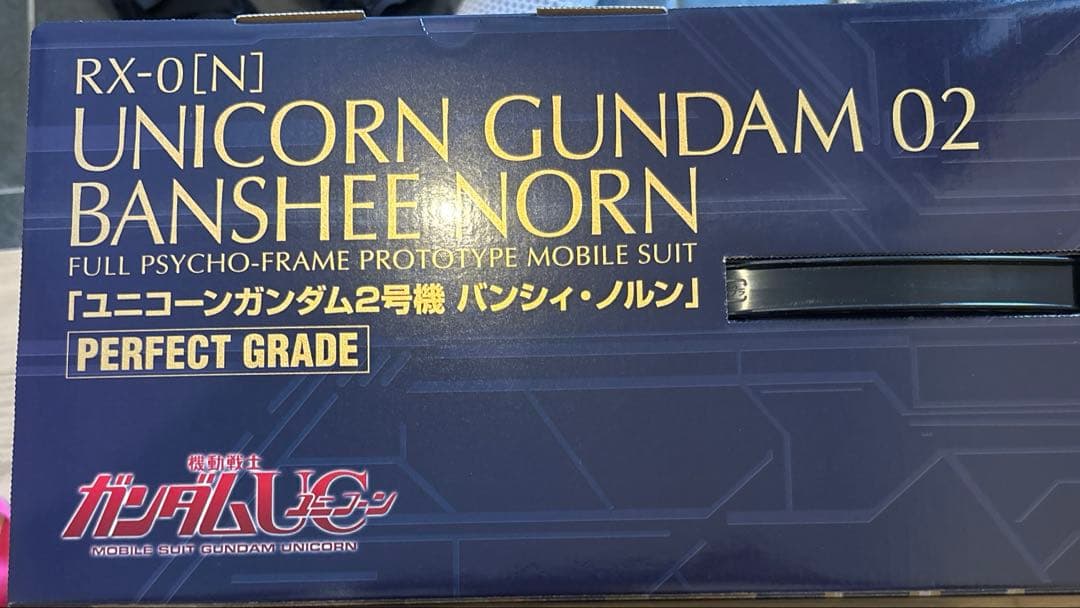 RX-0[N]
UNICORN GUNDAM 02
BANSHEE NORN
FULL PSYCHO-FRAME PROTOTYPE MOBILE SUIT
「ユニコーンガンダム2号機 バンシィ・ノルン」
PERFECT GRADE
機動戦士
ガンダムUC
ユニコーン
MOBILE SUIT GUNDAM UNICORN